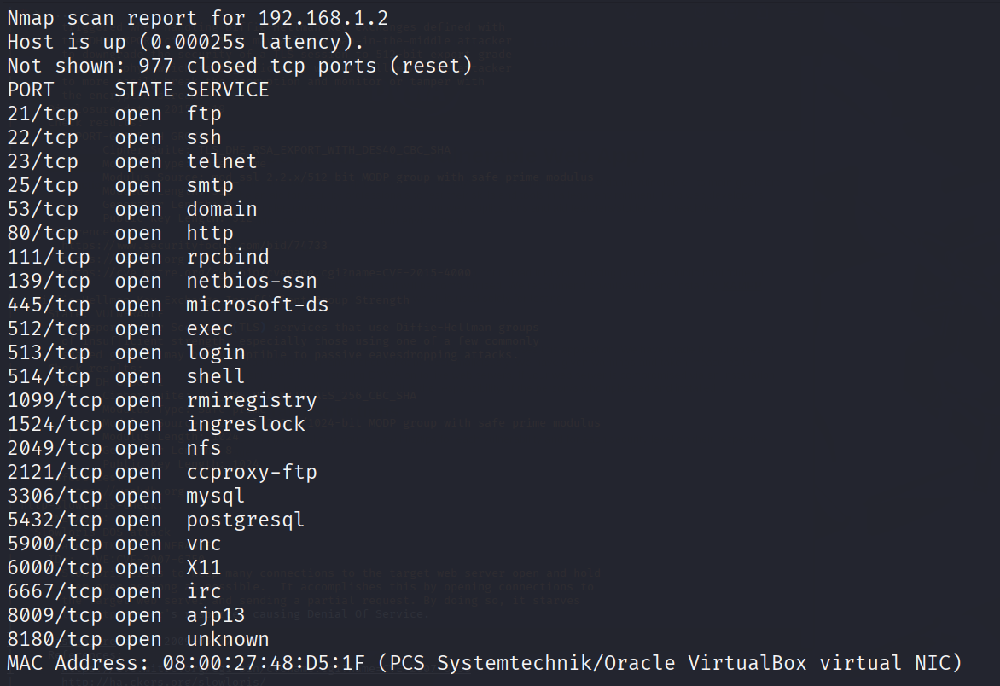 Nmap scan report for 192.168.1.2
Host is up (0.00025s latency).
Not shown: 977 closed tcp ports (reset)
PORT     STATE SERVICE
21/tcp   open  ftp
22/tcp   open  ssh
23/tcp   open  telnet
25/tcp   open  smtp
53/tcp   open  domain
80/tcp   open  http
111/tcp  open  rpcbind
139/tcp  open  netbios-ssn
445/tcp  open  microsoft-ds
512/tcp  open  exec
513/tcp  open  login
514/tcp  open  shell
1099/tcp open  rmiregistry
1524/tcp open  ingreslock
2049/tcp open  nfs
2121/tcp open  ccproxy-ftp
3306/tcp open  mysql
5432/tcp open  postgresql
5900/tcp open  vnc
6000/tcp open  X11
6667/tcp open  irc
8009/tcp open  ajp13
8180/tcp open  unknown
MAC Address: 08:00:27:48:D5:1F (PCS Systemtechnik/Oracle VirtualBox virtual NIC)